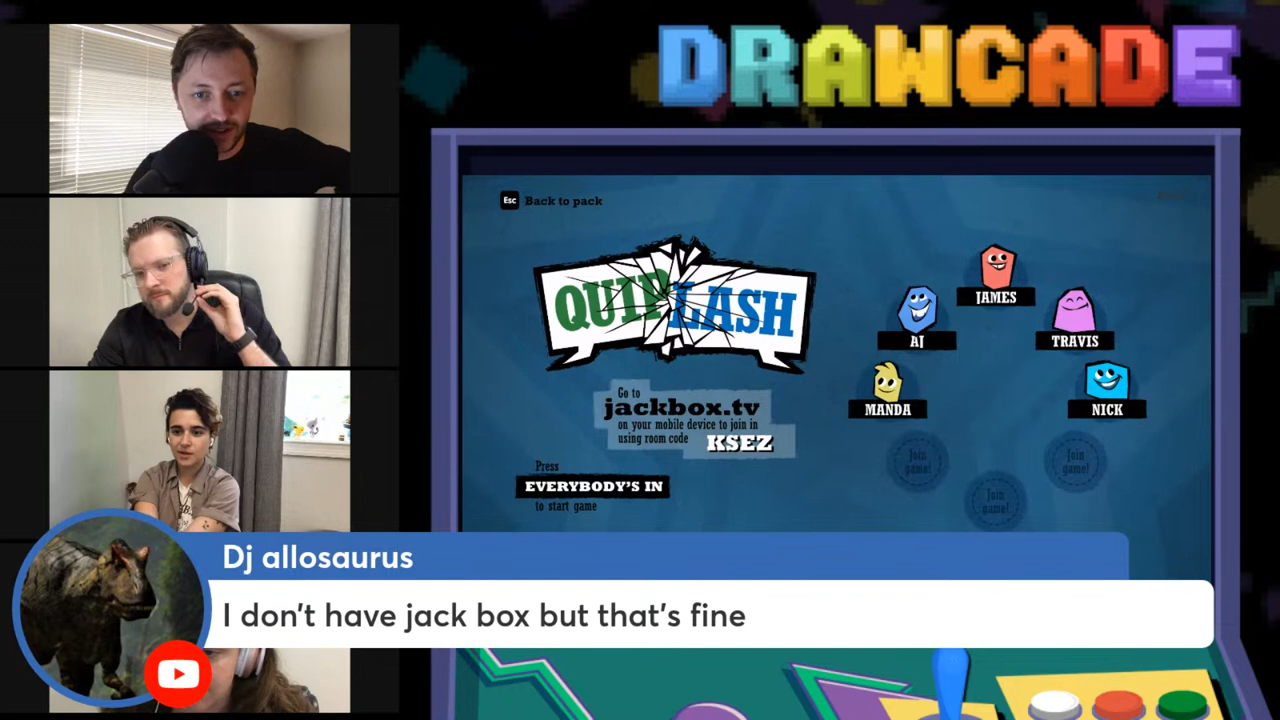 DRAWCADE
Esc Back to pack
QUIPLASH
JAMES
AJ
TRAVIS
MANDA
NICK
Go to
jackbox.tv
on your mobile device to join in
using room code KSEZ
Join
game!
Join
game!
Join
game!
Press
EVERYBODY'S IN
to start game
Dj allosaurus
I don't have jack box but that's fine